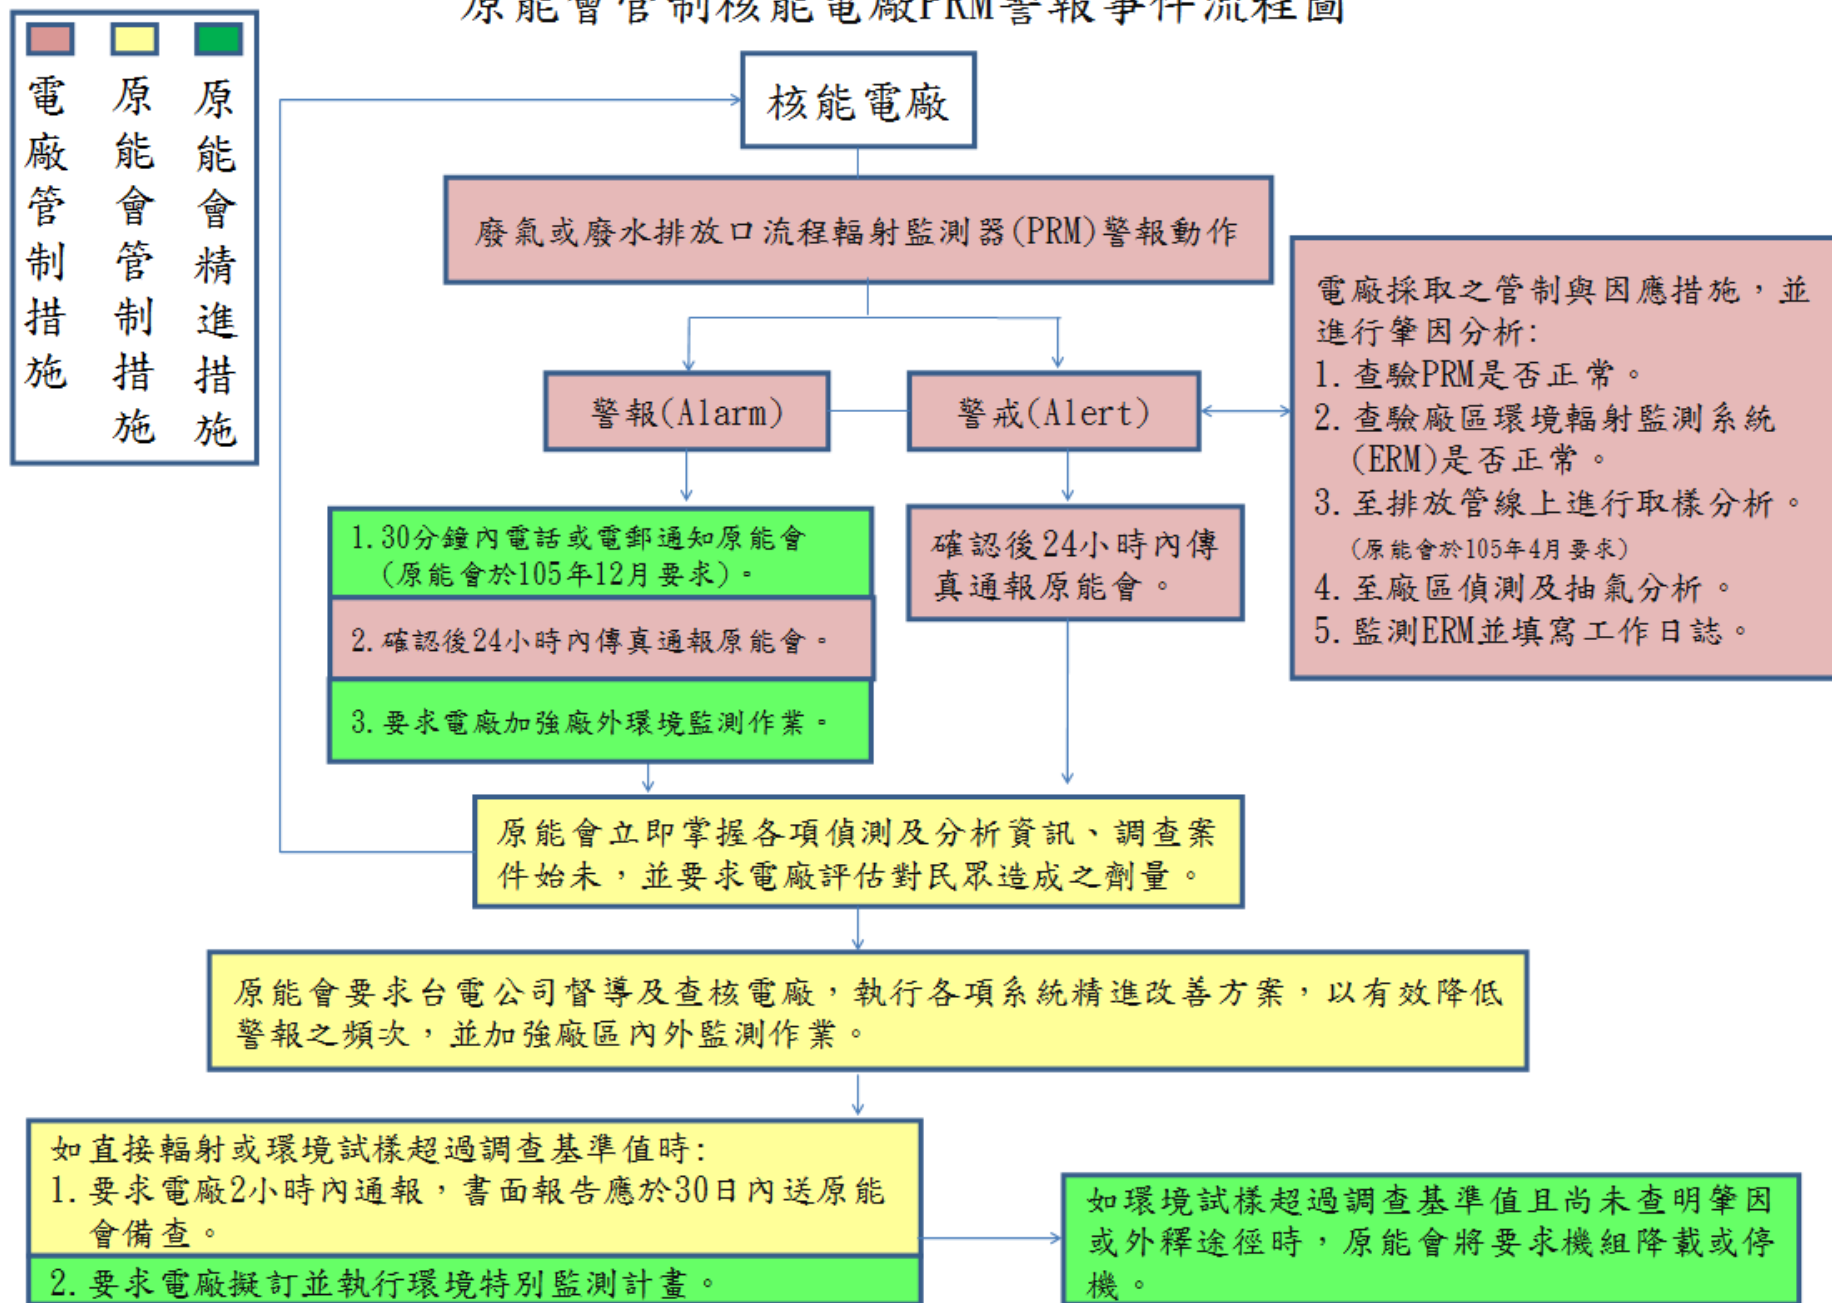 原能會管制核能電廠PRM警報事件流程圖
電廠管制措施
原能會管制措施
原能會精進措施
核能電廠
廢氣或廢水排放口流程輻射監測器(PRM)警報動作
警報(Alarm)
警戒(Alert)
電廠採取之管制與因應措施，並
進行肇因分析:
1.查驗PRM是否正常。
2.查驗廠區環境輻射監測系統
(ERM)是否正常。
3.至排放管線上進行取樣分析。
(原能會於105年4月要求)
4.至廠區偵測及抽氣分析。
5.監測ERM並填寫工作日誌。
1.30分鐘內電話或電郵通知原能會
(原能會於105年12月要求)。
2.確認後24小時內傳真通報原能會。
3.要求電廠加強廠外環境監測作業。
確認後24小時內傳
真通報原能會。
原能會立即掌握各項偵測及分析資訊、調查案
件始末，並要求電廠評估對民眾造成之劑量。
原能會要求台電公司督導及查核電廠，執行各項系統精進改善方案，以有效降低
警報之頻次，並加強廠區內外監測作業。
如直接輻射或環境試樣超過調查基準值時:
1.要求電廠2小時內通報，書面報告應於30日內送原能
會備查。
2.要求電廠擬訂並執行環境特別監測計畫。
如環境試樣超過調查基準值且尚未查明肇因
或外釋途徑時，原能會將要求機組降載或停
機。